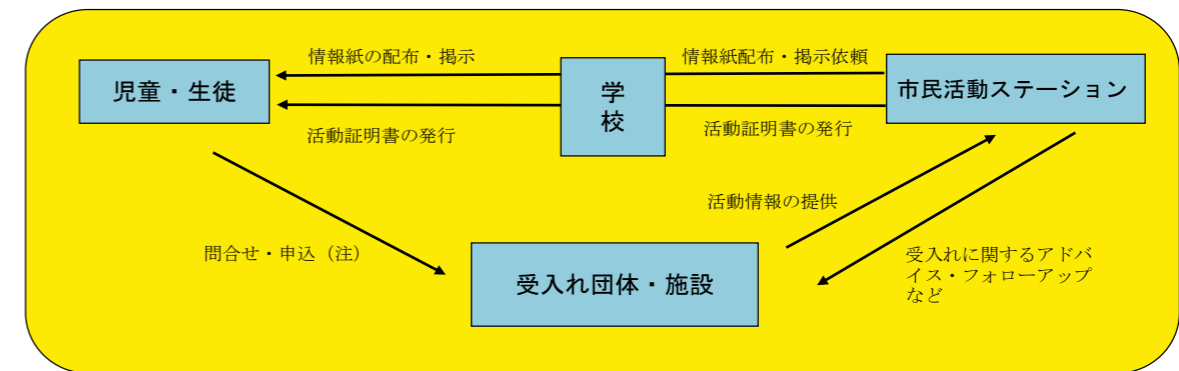 情報紙の配布・掲示
情報紙配布・掲示依頼
児童・生徒
学
校
市民活動ステーション
活動証明書の発行
活動証明書の発行
活動情報の提供
問合せ・申込（注）
受入れ団体・施設
受入れに関するアドバ
イス・フォローアップ
など